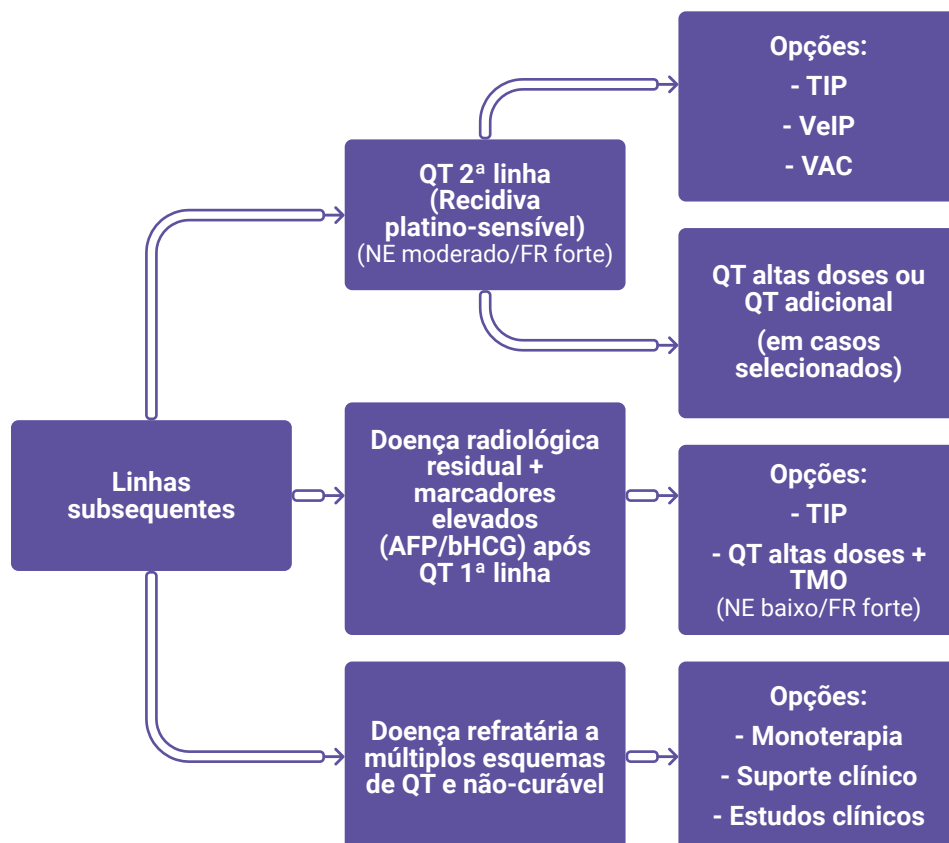 Linhas
subsequentes
QT 2ª linha
(Recidiva
platino-sensível)
(NE moderado/FR forte)
Opções:
- TIP
- VeIP
- VAC
QT altas doses ou
QT adicional
(em casos
selecionados)
Doença radiológica
residual +
marcadores
elevados
(AFP/bHCG) após
QT 1ª linha
Opções:
- TIP
- QT altas doses +
TMO
(NE baixo/FR forte)
Doença refratária a
múltiplos esquemas
de QT e não-curável
Opções:
- Monoterapia
- Suporte clínico
- Estudos clínicos